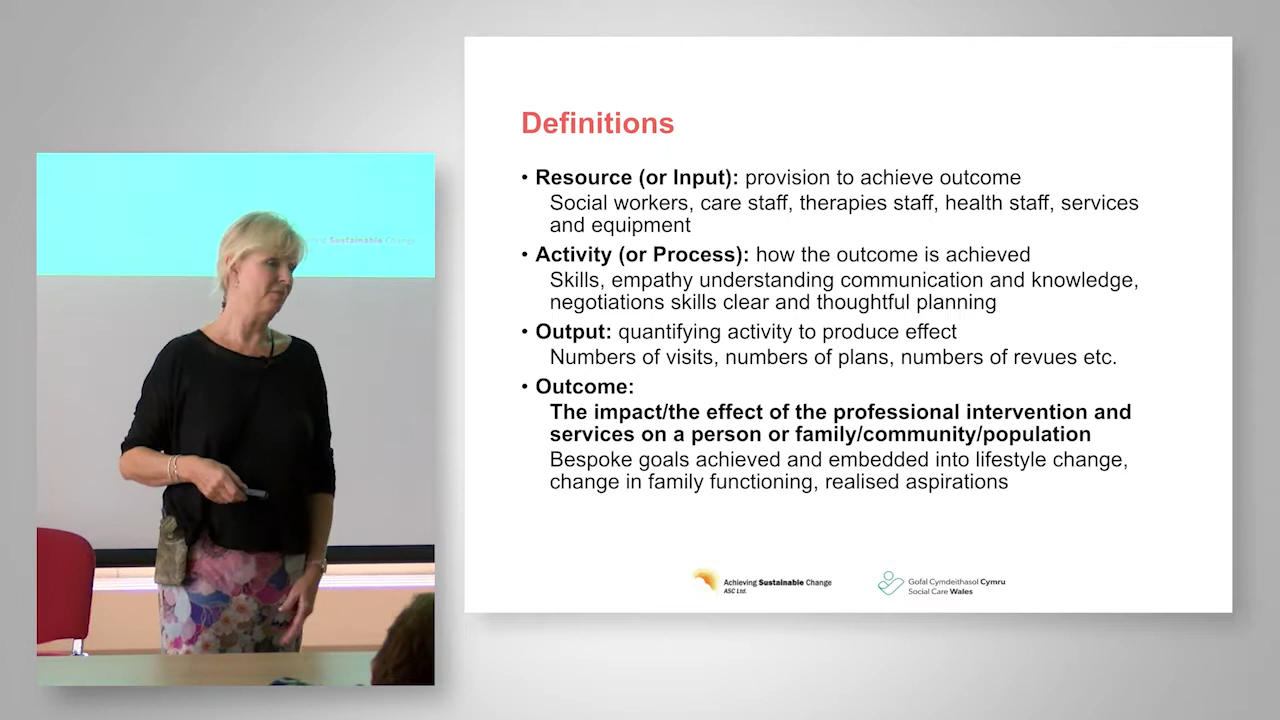 Definitions
• Resource (or Input): provision to achieve outcome
Social workers, care staff, therapies staff, health staff, services
and equipment
• Activity (or Process): how the outcome is achieved
Skills, empathy understanding communication and knowledge,
negotiations skills clear and thoughtful planning
• Output: quantifying activity to produce effect
Numbers of visits, numbers of plans, numbers of revues etc.
• Outcome:
The impact/the effect of the professional intervention and
services on a person or family/community/population
Bespoke goals achieved and embedded into lifestyle change,
change in family functioning, realised aspirations
Achieving Sustainable Change
ASC Ltd.
Gofal Cymdeithasol Cymru
Social Care Wales
Sustainable Change